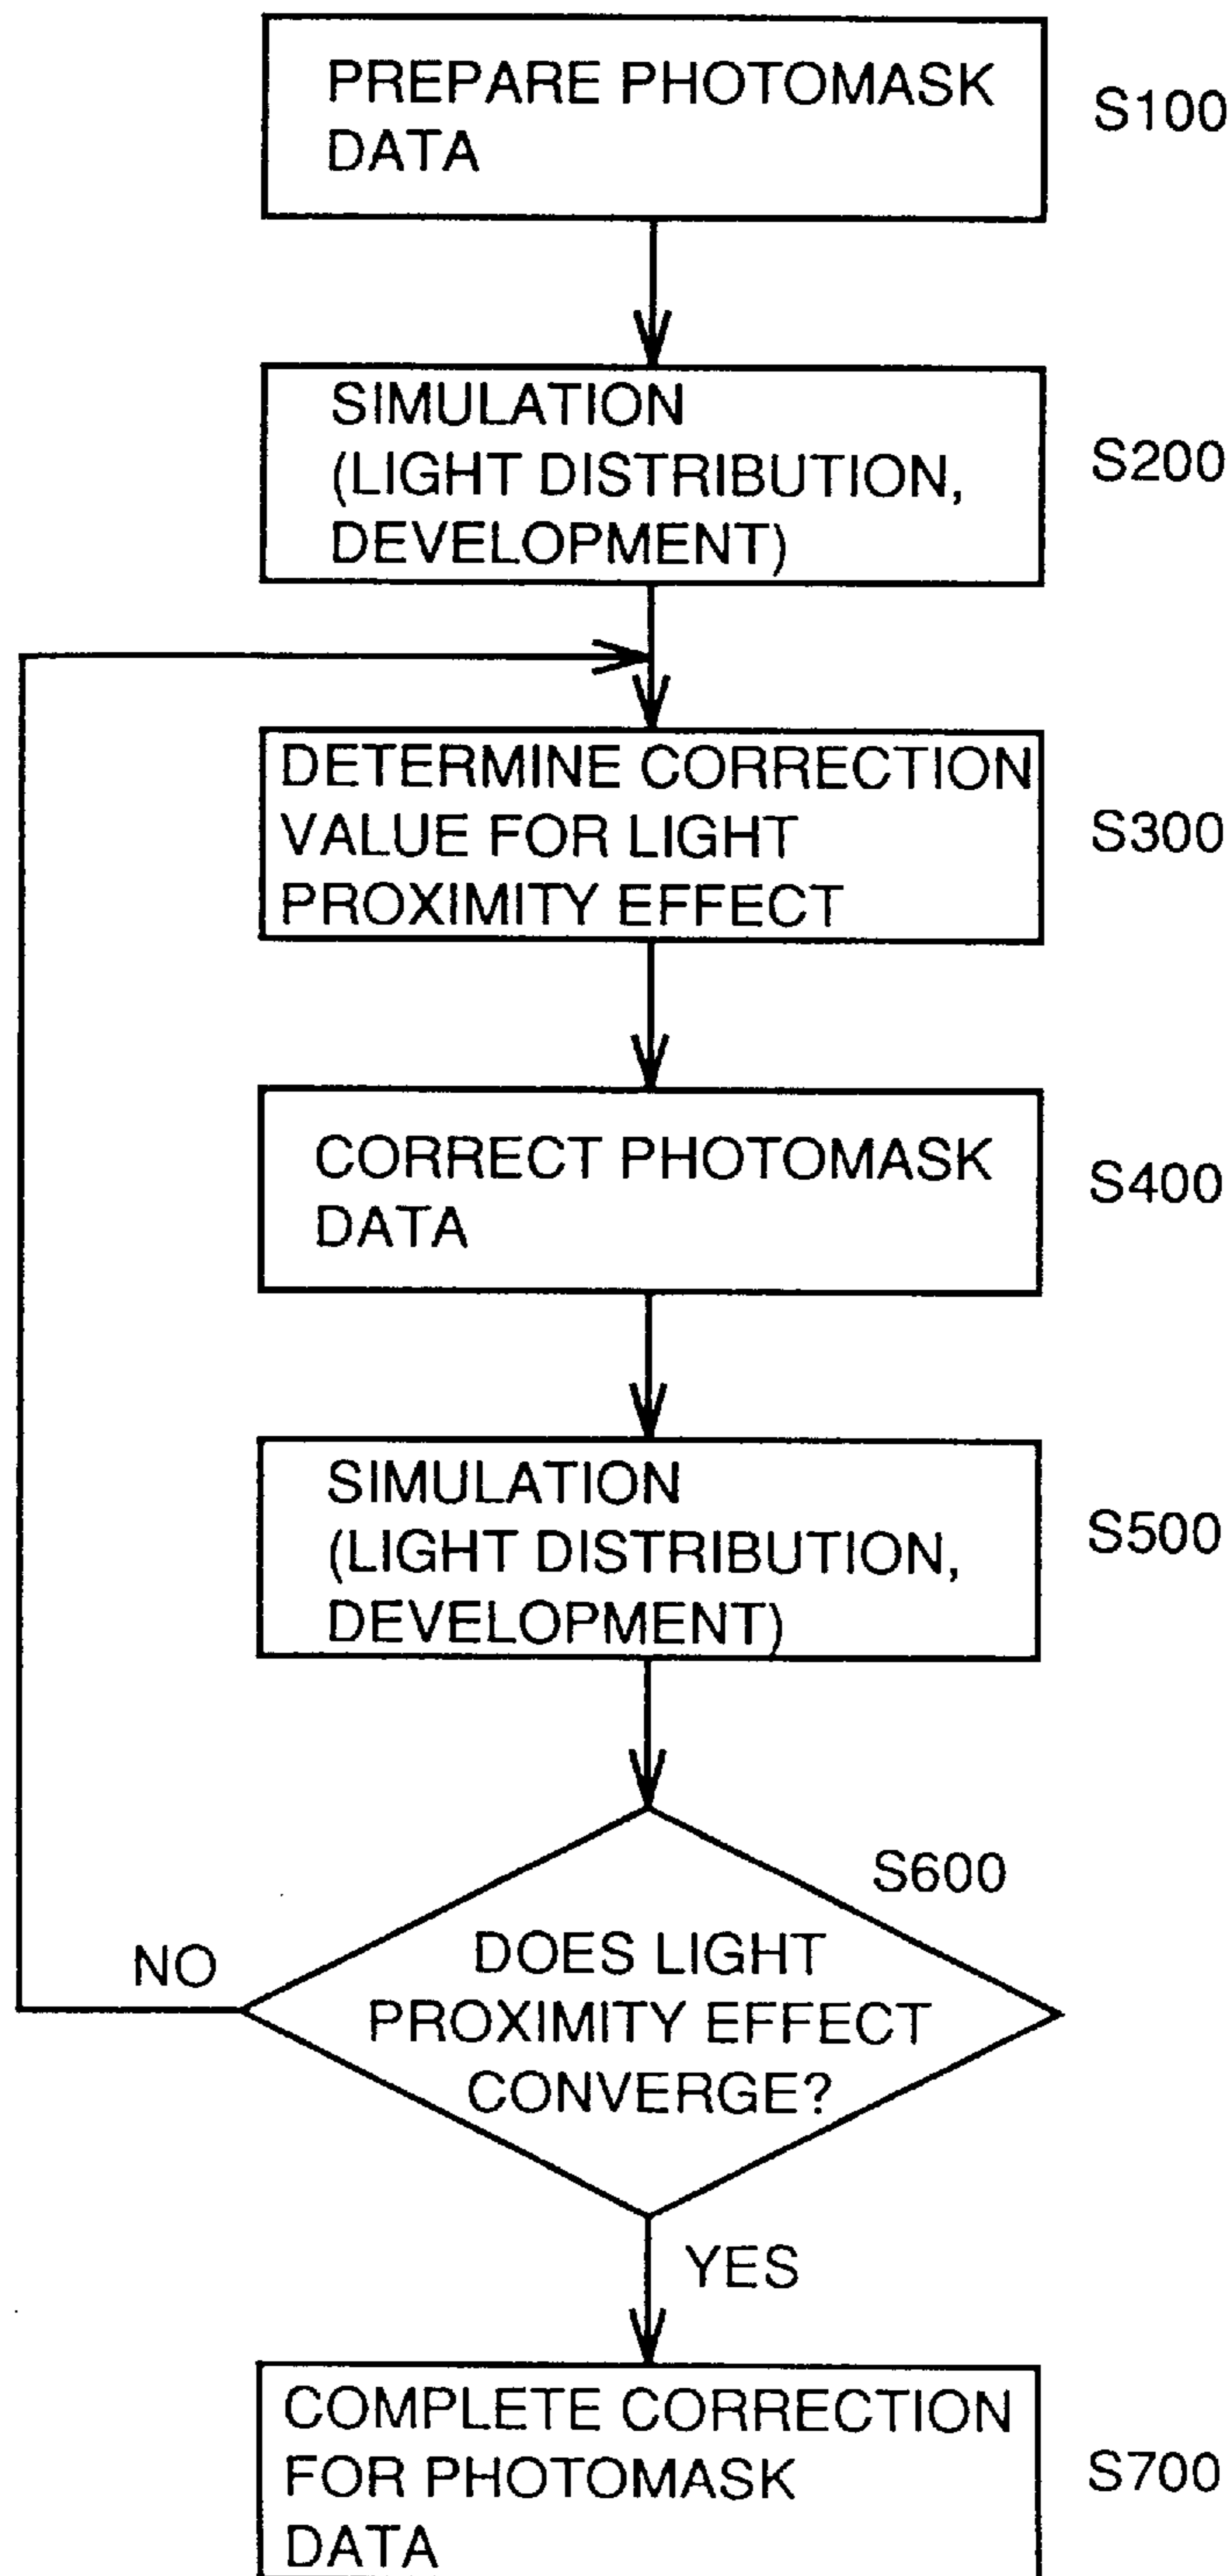 PREPARE PHOTOMASK
DATA
S100
SIMULATION
(LIGHT DISTRIBUTION,
DEVELOPMENT)
S200
DETERMINE CORRECTION
VALUE FOR LIGHT
PROXIMITY EFFECT
S300
CORRECT PHOTOMASK
DATA
S400
SIMULATION
(LIGHT DISTRIBUTION,
DEVELOPMENT)
S500
S600
DOES LIGHT
PROXIMITY EFFECT
CONVERGE?
NO
YES
COMPLETE CORRECTION
FOR PHOTOMASK
DATA
S700